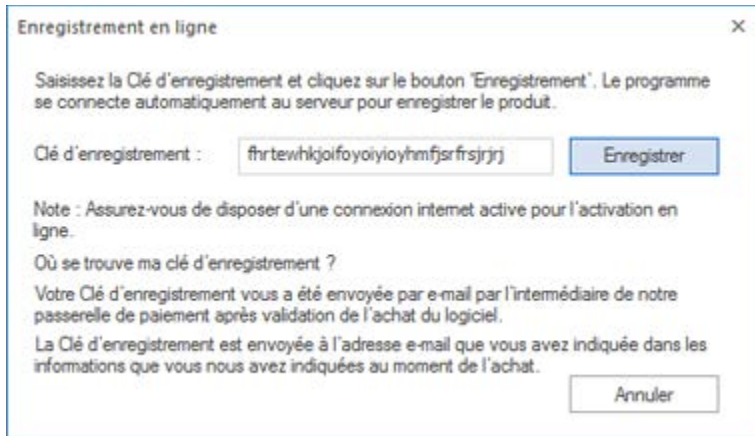 Enregistrement en ligne
Saisissez la Clé d'enregistrement et cliquez sur le bouton 'Enregistrement'. Le programme
se connecte automatiquement au serveur pour enregistrer le produit.
Clé d'enregistrement : fhrtewhkjoifoyoiyioyhmfjsrfrsjrjrj Enregistrer
Note : Assurez-vous de disposer d'une connexion internet active pour l'activation en
ligne.
Où se trouve ma clé d'enregistrement ?
Votre Clé d'enregistrement vous a été envoyée par e-mail par l'intermédiaire de notre
passerelle de paiement après validation de l'achat du logiciel.
La Clé d'enregistrement est envoyée à l'adresse e-mail que vous avez indiquée dans les
informations que vous nous avez indiquées au moment de l'achat.
Annuler